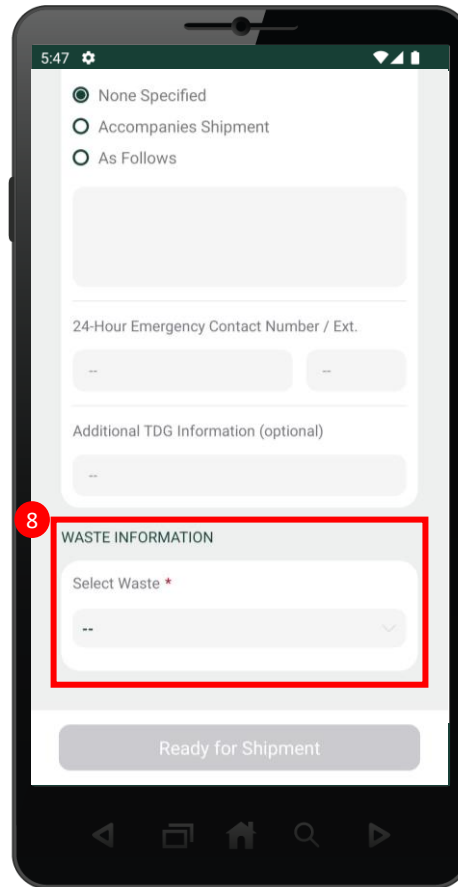 5:47
None Specified
Accompanies Shipment
As Follows
24-Hour Emergency Contact Number / Ext.
-- --
Additional TDG Information (optional)
--
8
WASTE INFORMATION
Select Waste *
--
Ready for Shipment